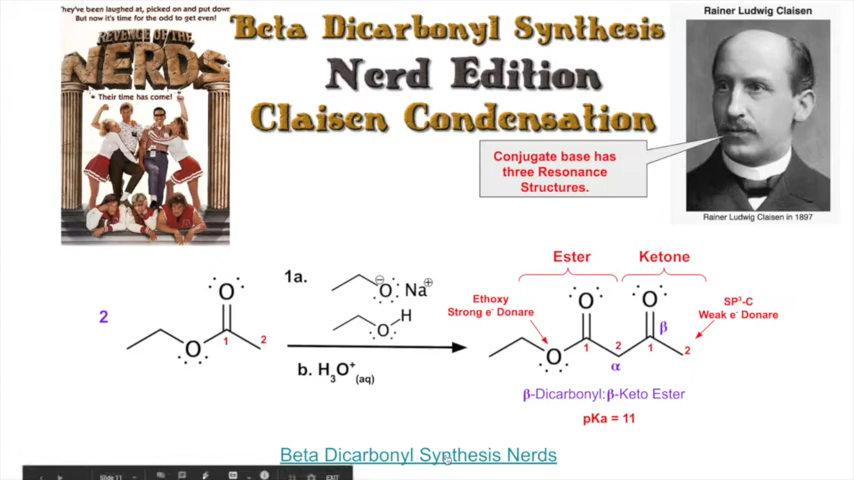 They've been laughed at, picked on and put down.
But now it's time for the odd to get even!
REVENGE OF THE
NERDS
Their time has come!
Beta Dicarbonyl Synthesis
Nerd Edition
Claisen Condensation
Rainer Ludwig Claisen
Conjugate base has
three Resonance
Structures.
Rainer Ludwig Claisen in 1897
2
O
O
1
2
1a.
O Na
⊖ ⊕
O H
b. H₃O⁺(aq)
Ester
Ketone
Ethoxy
Strong e⁻ Donare
SP³-C
Weak e⁻ Donare
O
O
O
1
2
1
2
β
α
β-Dicarbonyl:β-Keto Ester
pKa = 11
Beta Dicarbonyl Synthesis Nerds
Slide 11
EXIT